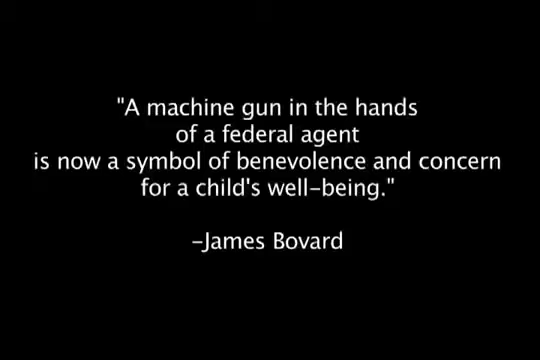 "A machine gun in the hands
of a federal agent
is now a symbol of benevolence and concern
for a child's well-being."
-James Bovard